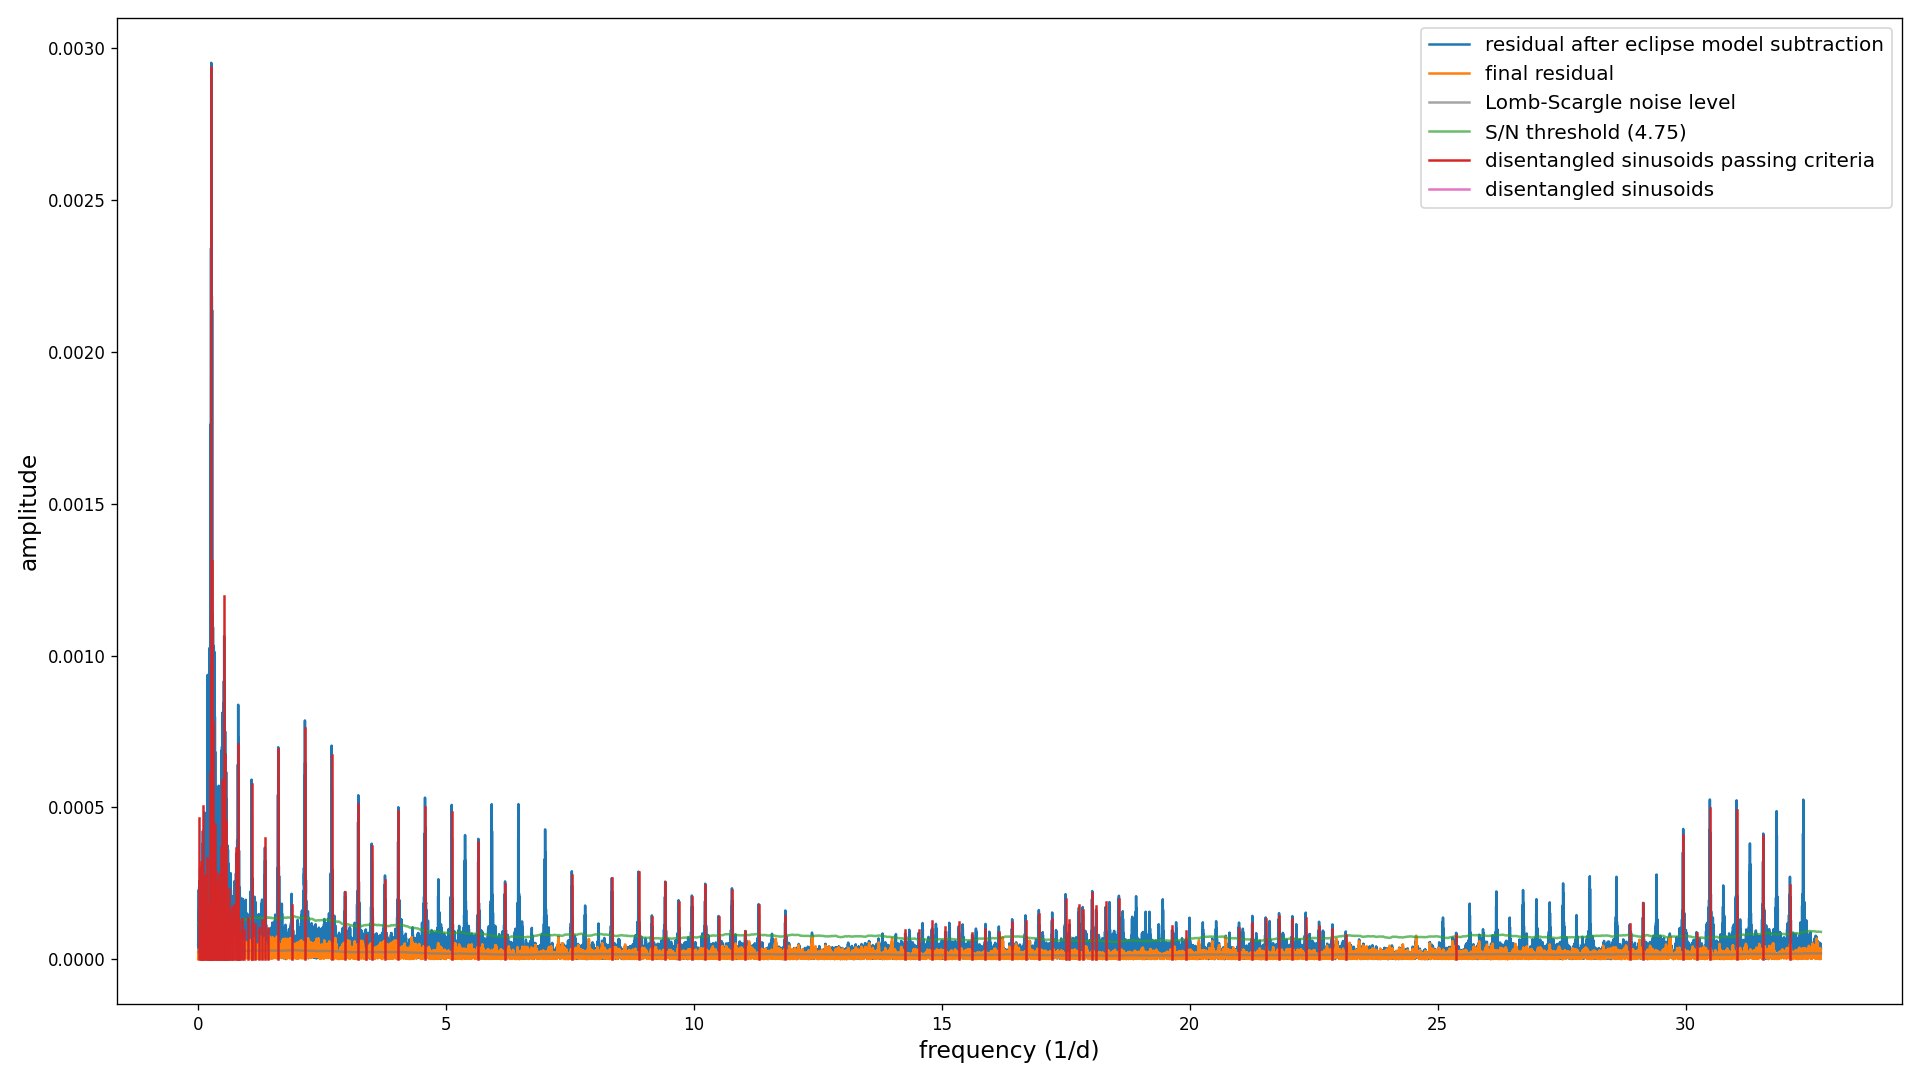 residual after eclipse model subtraction
final residual
Lomb-Scargle noise level
S/N threshold (4.75)
disentangled sinusoids passing criteria
disentangled sinusoids
0.0030
0.0025
0.0020
0.0015
0.0010
0.0005
0.0000
amplitude
0 5 10 15 20 25 30
frequency (1/d)